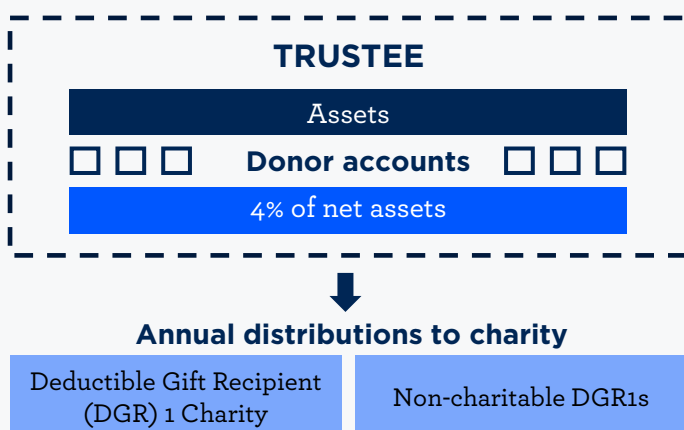 TRUSTEE
Assets
Donor accounts
4% of net assets
Annual distributions to charity
Deductible Gift Recipient
(DGR) 1 Charity
Non-charitable DGR1s